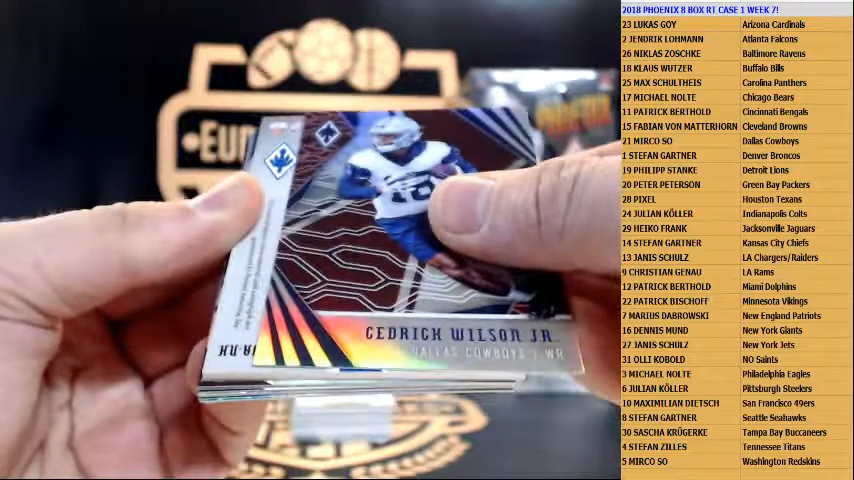 CEDRICK WILSON JR.
DALLAS COWBOYS | WR
2018 PHOENIX 8 BOX RT CASE 1 WEEK 7!
23 LUKAS GOY Arizona Cardinals
2 JENDRIK LOHMANN Atlanta Falcons
26 NIKLAS ZOSCHKE Baltimore Ravens
18 KLAUS WUTZER Buffalo Bills
25 MAX SCHULTHEIS Carolina Panthers
17 MICHAEL NOLTE Chicago Bears
11 PATRICK BERTHOLD Cincinnati Bengals
15 FABIAN VON MATTERHORN Cleveland Browns
21 MIRCO SO Dallas Cowboys
1 STEFAN GARTNER Denver Broncos
19 PHILIPP STANKE Detroit Lions
20 PETER PETERSON Green Bay Packers
28 PIXEL Houston Texans
24 JULIAN KÖLLER Indianapolis Colts
29 HEIKO FRANK Jacksonville Jaguars
14 STEFAN GARTNER Kansas City Chiefs
13 JANIS SCHULZ LA Chargers/Raiders
9 CHRISTIAN GENAU LA Rams
12 PATRICK BERTHOLD Miami Dolphins
22 PATRICK BISCHOFF Minnesota Vikings
7 MARIUS DABROWSKI New England Patriots
16 DENNIS MUND New York Giants
27 JANIS SCHULZ New York Jets
31 OLLI KOBOLD NO Saints
3 MICHAEL NOLTE Philadelphia Eagles
6 JULIAN KÖLLER Pittsburgh Steelers
10 MAXIMILIAN DIETSCH San Francisco 49ers
8 STEFAN GARTNER Seattle Seahawks
30 SASCHA KRÜGERKE Tampa Bay Buccaneers
4 STEFAN ZILLES Tennessee Titans
5 MIRCO SO Washington Redskins